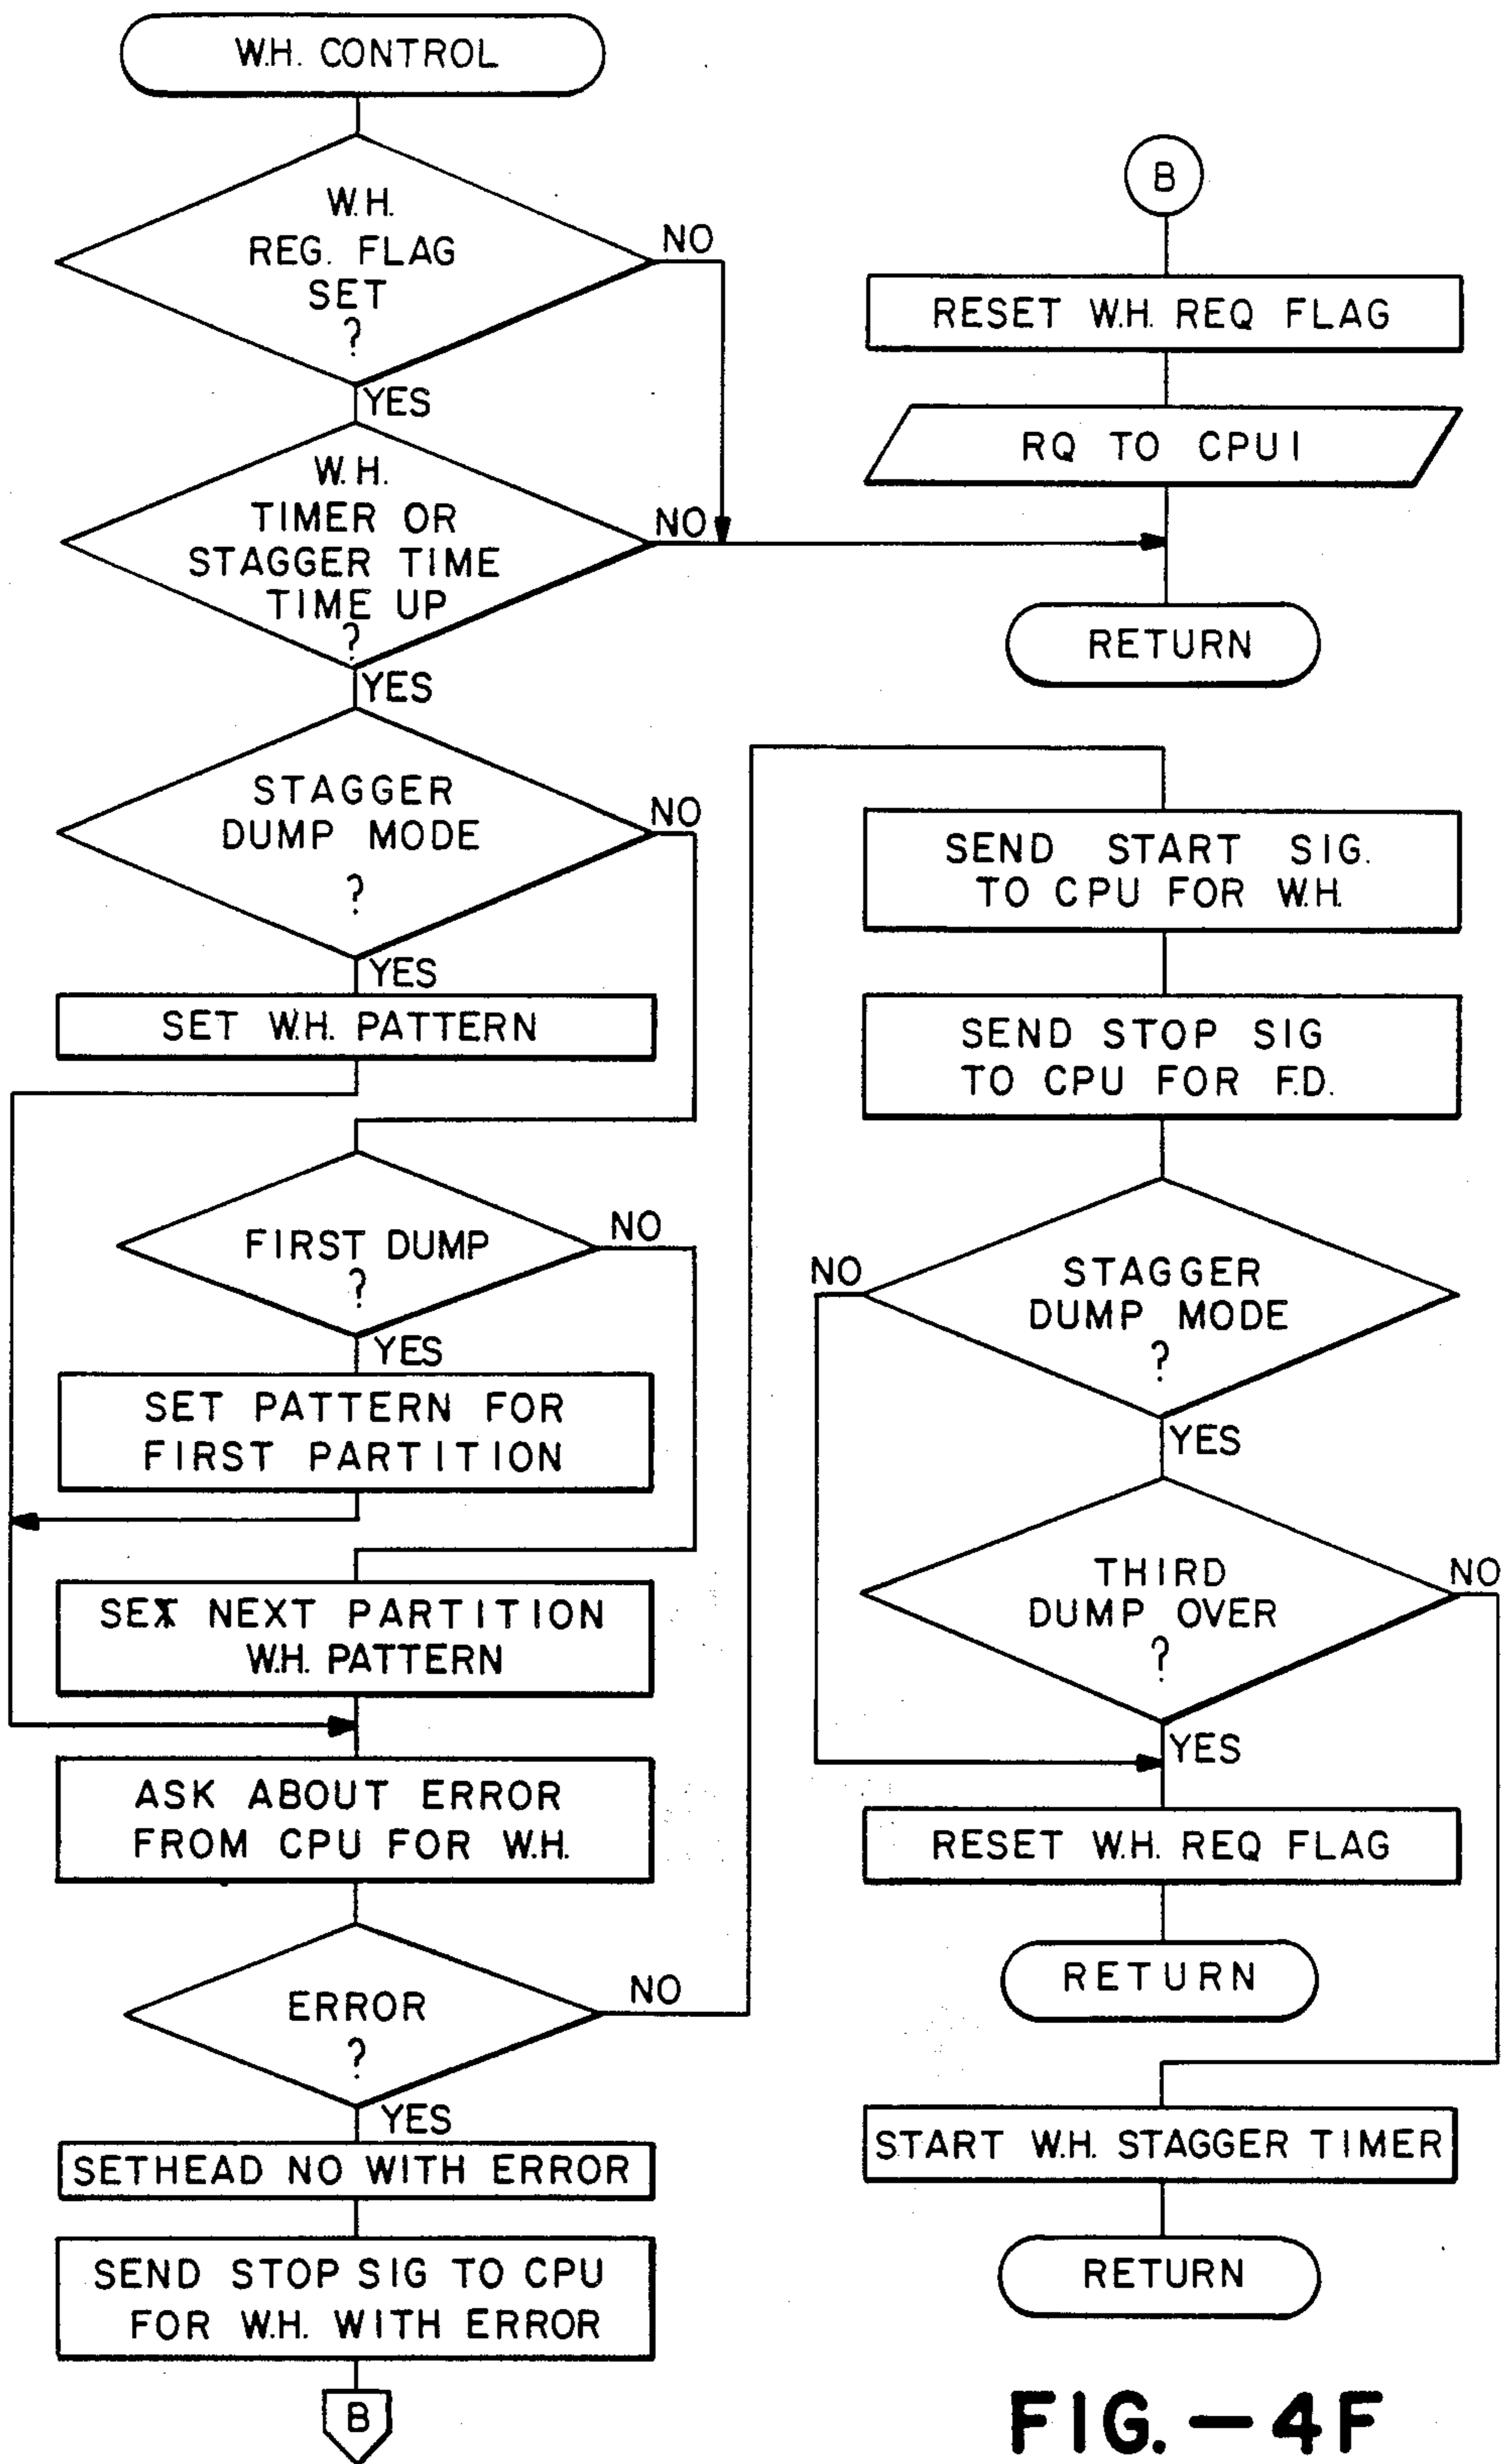 W.H. CONTROL
W.H.
REG. FLAG
SET
?
NO
YES
W.H.
TIMER OR
STAGGER TIME
TIME UP
?
NO
YES
STAGGER
DUMP MODE
?
NO
YES
SET W.H. PATTERN
FIRST DUMP
?
NO
YES
SET PATTERN FOR
FIRST PARTITION
SEX NEXT PARTITION
W.H. PATTERN
ASK ABOUT ERROR
FROM CPU FOR W.H.
ERROR
?
NO
YES
SETHEAD NO WITH ERROR
SEND STOP SIG TO CPU
FOR W.H. WITH ERROR
B
B
RESET W.H. REQ FLAG
RQ TO CPU1
RETURN
SEND START SIG.
TO CPU FOR W.H.
SEND STOP SIG
TO CPU FOR F.D.
STAGGER
DUMP MODE
?
NO
YES
THIRD
DUMP OVER
?
NO
YES
RESET W.H. REQ FLAG
RETURN
START W.H. STAGGER TIMER
RETURN
FIG.—4F